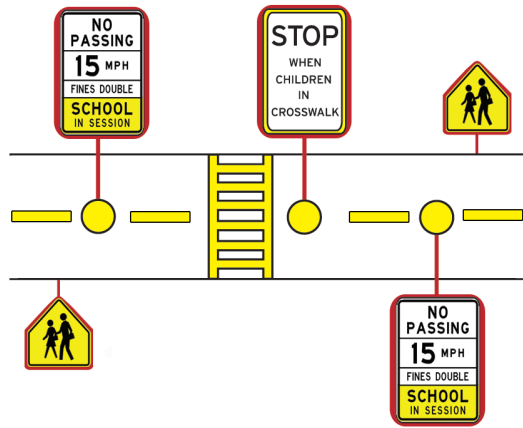 NO
PASSING
15 MPH
FINES DOUBLE
SCHOOL
IN SESSION
STOP
WHEN
CHILDREN
IN
CROSSWALK
NO
PASSING
15 MPH
FINES DOUBLE
SCHOOL
IN SESSION